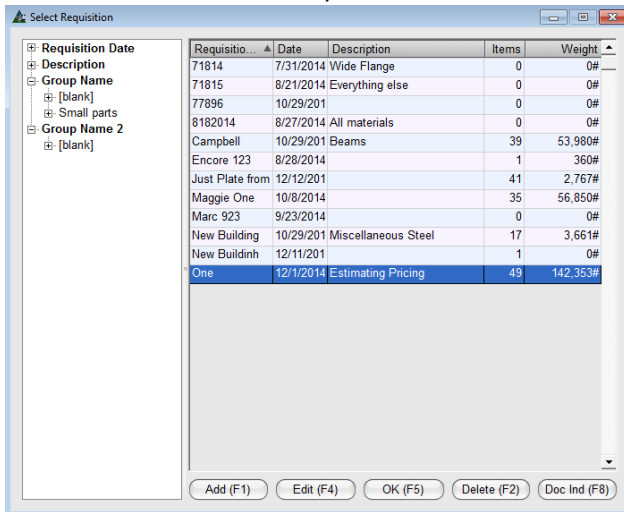 Select Requisition
Requisition Date
Description
Group Name
[blank]
Small parts
Group Name 2
[blank]
Requisitio... Date Description Items Weight
71814 7/31/2014 Wide Flange 0 0#
71815 8/21/2014 Everything else 0 0#
77896 10/29/201 0 0#
8182014 8/27/2014 All materials 0 0#
Campbell 10/29/201 Beams 39 53,980#
Encore 123 8/28/2014 1 360#
Just Plate from 12/12/201 41 2,767#
Maggie One 10/8/2014 35 56,850#
Marc 923 9/23/2014 0 0#
New Building 10/29/201 Miscellaneous Steel 17 3,661#
New Buildinh 12/11/201 1 0#
One 12/1/2014 Estimating Pricing 49 142,353#
Add (F1) Edit (F4) OK (F5) Delete (F2) Doc Ind (F8)